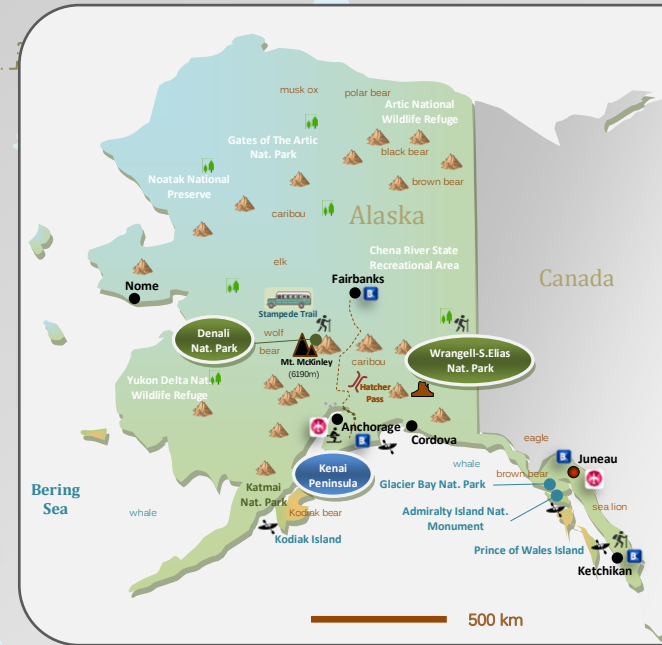 musk ox
polar bear
Artic National
Wildlife Refuge
Gates of The Artic
Nat. Park
black bear
brown bear
Noatak National
Preserve
caribou
Alaska
elk
Chena River State
Recreational Area
Canada
Nome
Fairbanks
Stampede Trail
Denali
Nat. Park
wolf
bear
Mt. McKinley
(6190m)
caribou
Wrangell-S.Elias
Nat. Park
Yukon Delta Nat.
Wildlife Refuge
Hatcher
Pass
Anchorage
Cordova
Kenai
Peninsula
eagle
Juneau
whale
brown bear
Glacier Bay Nat. Park
Katmai
Nat. Park
Bering
Sea
whale
Kodiak bear
Kodiak Island
Admiralty Island Nat.
Monument
sea lion
Prince of Wales Island
Ketchikan
500 km